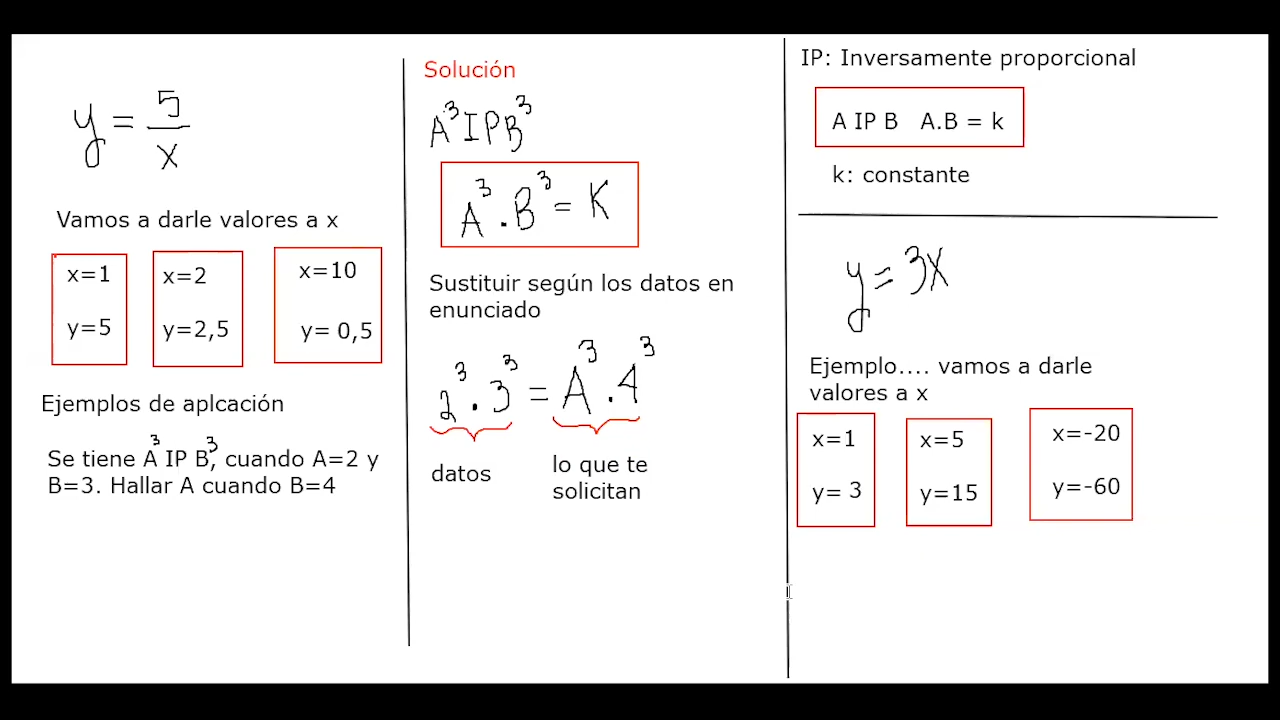 y = 5/x
Vamos a darle valores a x
x=1
y=5
x=2
y=2,5
x=10
y= 0,5
Ejemplos de aplcación
Se tiene A³ IP B³, cuando A=2 y
B=3. Hallar A cuando B=4
Solución
A³ IP B³
A³ . B³ = K
Sustituir según los datos en
enunciado
2³ . 3³ = A³ . 4³
datos
lo que te
solicitan
IP: Inversamente proporcional
A IP B A.B = k
k: constante
y = 3x
Ejemplo.... vamos a darle
valores a x
x=1
y= 3
x=5
y=15
x=-20
y=-60